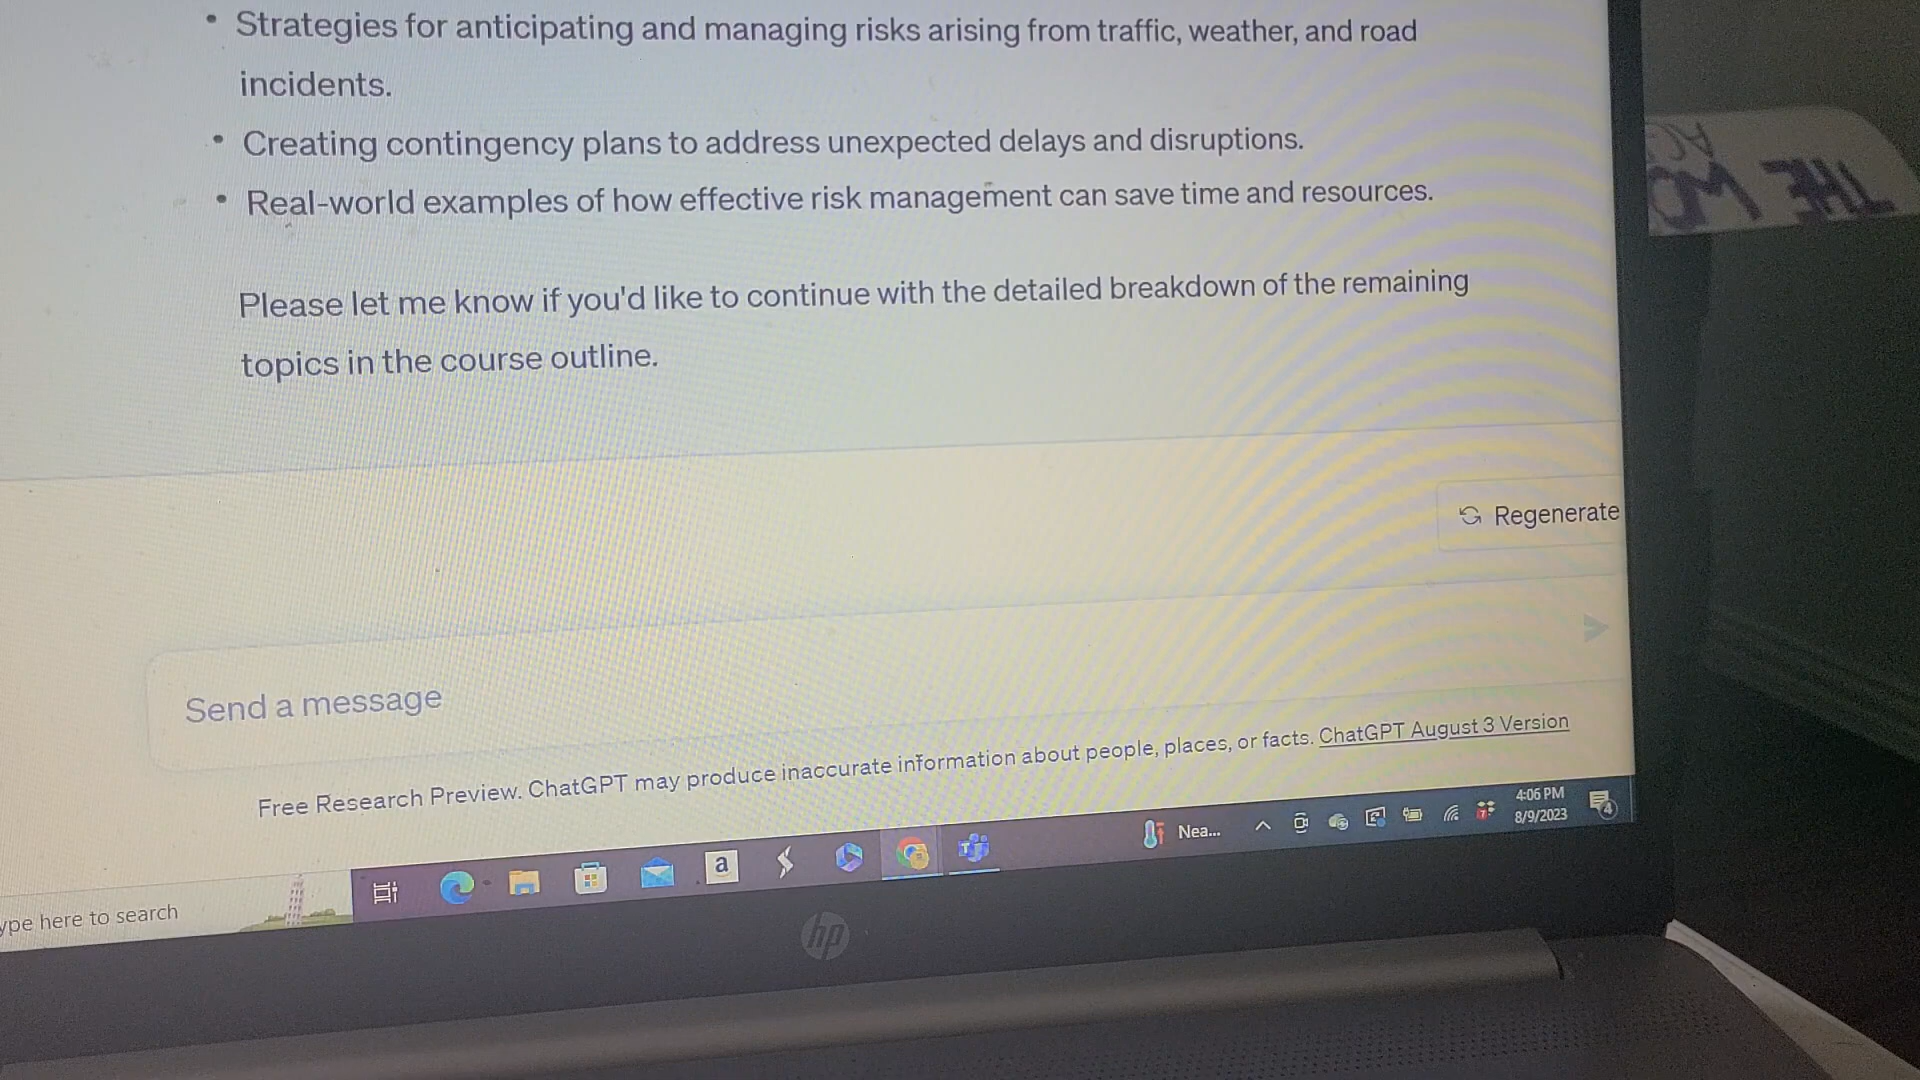 • Strategies for anticipating and managing risks arising from traffic, weather, and road
incidents.
• Creating contingency plans to address unexpected delays and disruptions.
• Real-world examples of how effective risk management can save time and resources.
Please let me know if you'd like to continue with the detailed breakdown of the remaining
topics in the course outline.
Regenerate
Send a message
Free Research Preview. ChatGPT may produce inaccurate information about people, places, or facts. ChatGPT August 3 Version
ype here to search
a
T
Nea...
4:06 PM
8/9/2023
4
hp
THE MO